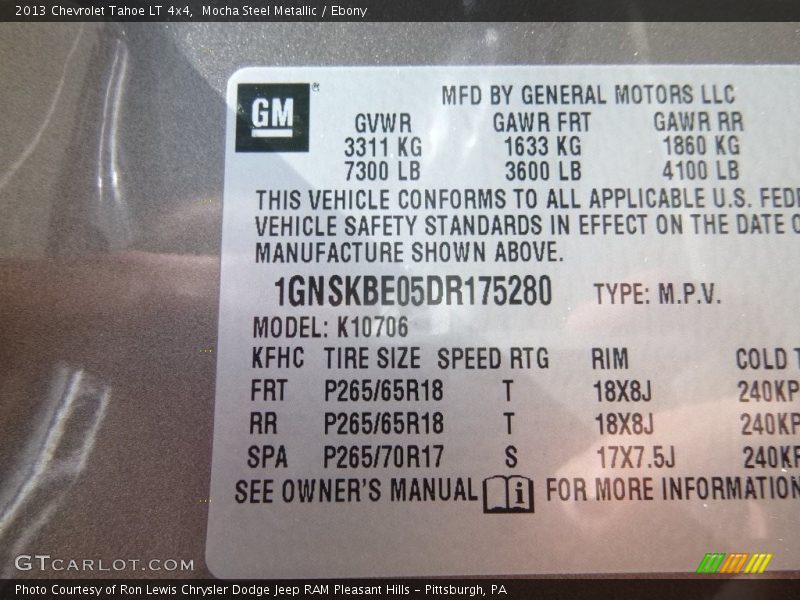 2013 Chevrolet Tahoe LT 4x4,  Mocha Steel Metallic / Ebony
GM ®
MFD BY GENERAL MOTORS LLC
GVWR GAWR FRT GAWR RR
3311 KG 1633 KG 1860 KG
7300 LB 3600 LB 4100 LB
THIS VEHICLE CONFORMS TO ALL APPLICABLE U.S.
VEHICLE SAFETY STANDARDS IN EFFECT ON THE DATE
MANUFACTURE SHOWN ABOVE.
1GNSKBE05DR175280 TYPE: M.P.V.
MODEL: K10706
KFHC TIRE SIZE SPEED RTG RIM COLD
FRT P265/65R18 T 18X8J 240KP
RR P265/65R18 T 18X8J 240KP
SPA P265/70R17 S 17X7.5J 240KP
SEE OWNER'S MANUAL i FOR MORE INFORMATION
GTCARLOT.COM
Photo Courtesy of Ron Lewis Chrysler Dodge Jeep RAM Pleasant Hills - Pittsburgh, PA